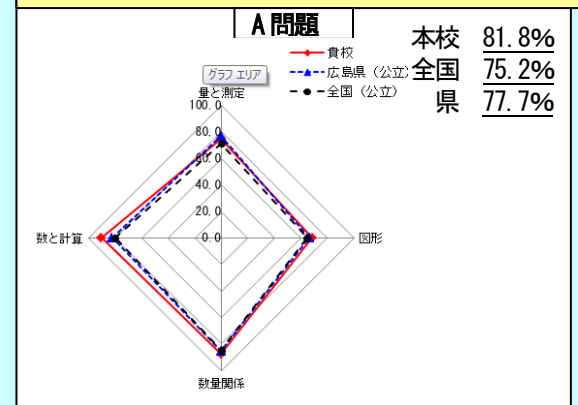 A問題
本校 81.8%
全国 75.2%
県 77.7%
貴校
広島県（公立）
全国（公立）
グラフ エリア
量と測定
100.0
80.0
60.0
40.0
20.0
0.0
数と計算
図形
数量関係